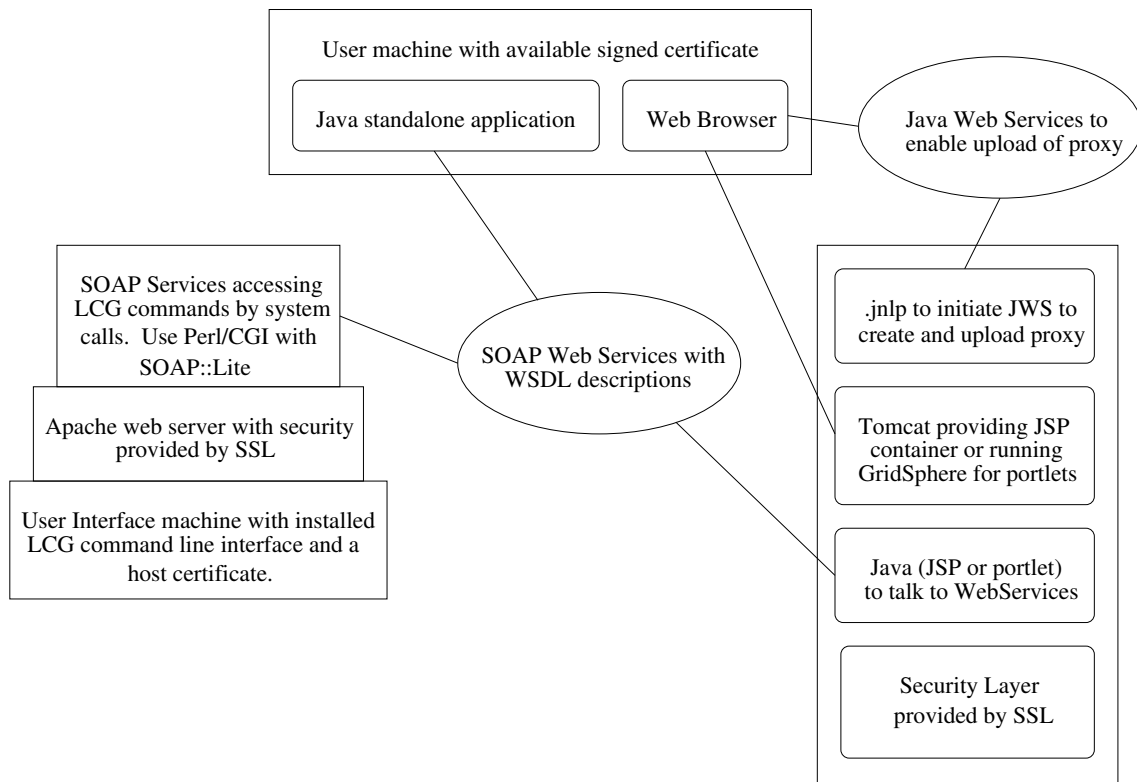 User machine with available signed certificate
Java standalone application
Web Browser
Java Web Services to
enable upload of proxy
SOAP Services accessing
LCG commands by system
calls.  Use Perl/CGI with
SOAP::Lite
Apache web server with security
provided by SSL
User Interface machine with installed
LCG command line interface and a
host certificate.
SOAP Web Services with
WSDL descriptions
.jnlp to initiate JWS to
create and upload proxy
Tomcat providing JSP
container or running
GridSphere for portlets
Java (JSP or portlet)
to talk to WebServices
Security Layer
provided by SSL